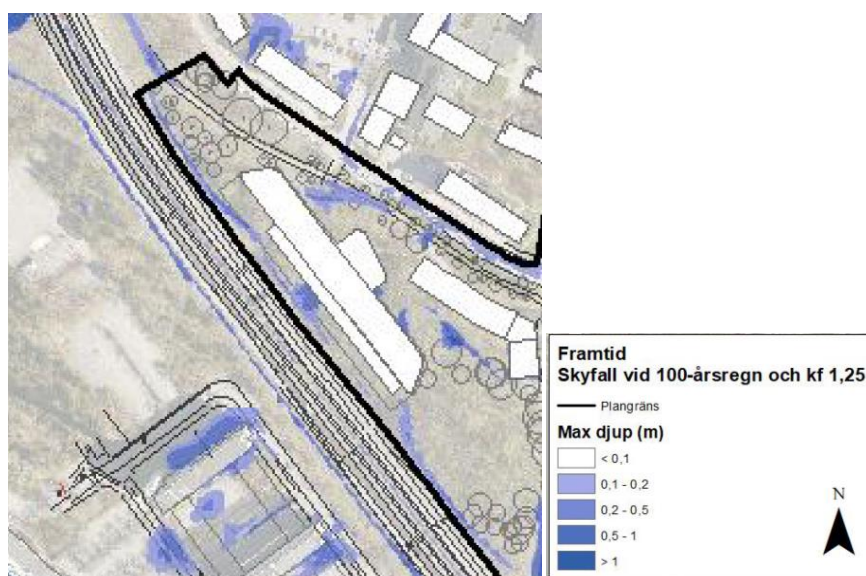 Framtid
Skyfall vid 100-årsregn och kf 1,25
Plangräns
Max djup (m)
< 0,1
0,1 - 0,2
0,2 - 0,5
0,5 - 1
> 1
N